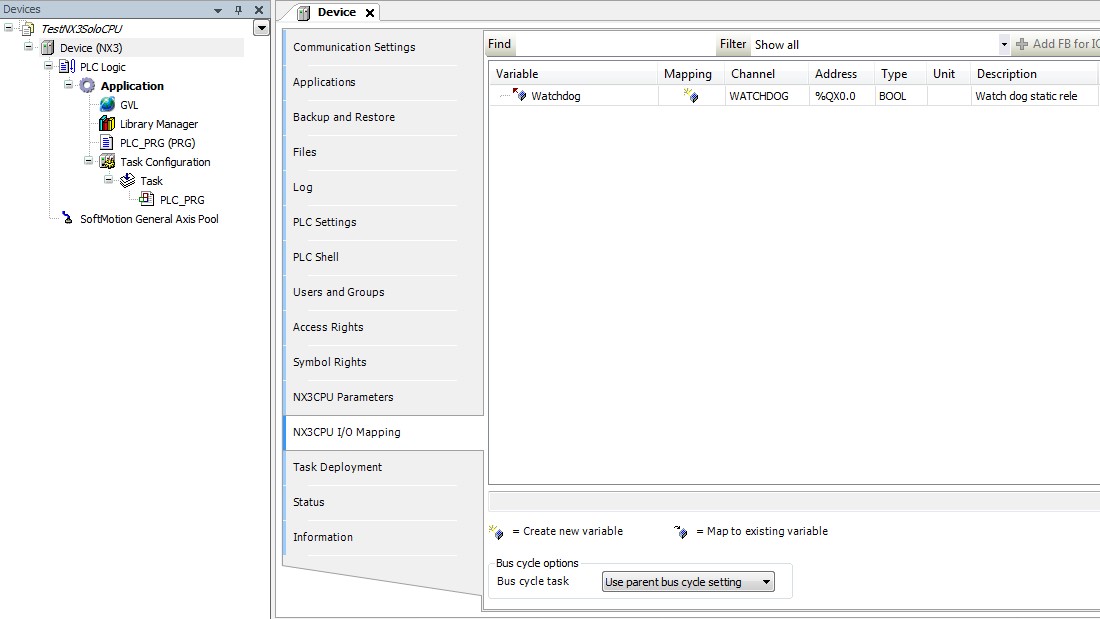 Devices
TestNX3SoloCPU
Device (NX3)
PLC Logic
Application
GVL
Library Manager
PLC_PRG (PRG)
Task Configuration
Task
PLC_PRG
SoftMotion General Axis Pool
Device
Communication Settings
Applications
Backup and Restore
Files
Log
PLC Settings
PLC Shell
Users and Groups
Access Rights
Symbol Rights
NX3CPU Parameters
NX3CPU I/O Mapping
Task Deployment
Status
Information
Find Filter Show all Add FB for IO
Variable Mapping Channel Address Type Unit Description
Watchdog WATCHDOG %QX0.0 BOOL Watch dog static rele
= Create new variable = Map to existing variable
Bus cycle options
Bus cycle task Use parent bus cycle setting